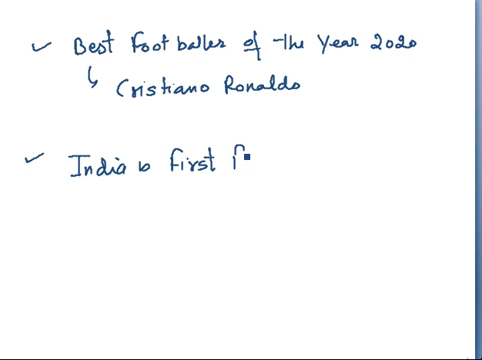 Best Footballer of the Year 2020
Cristiano Ronaldo
India's first